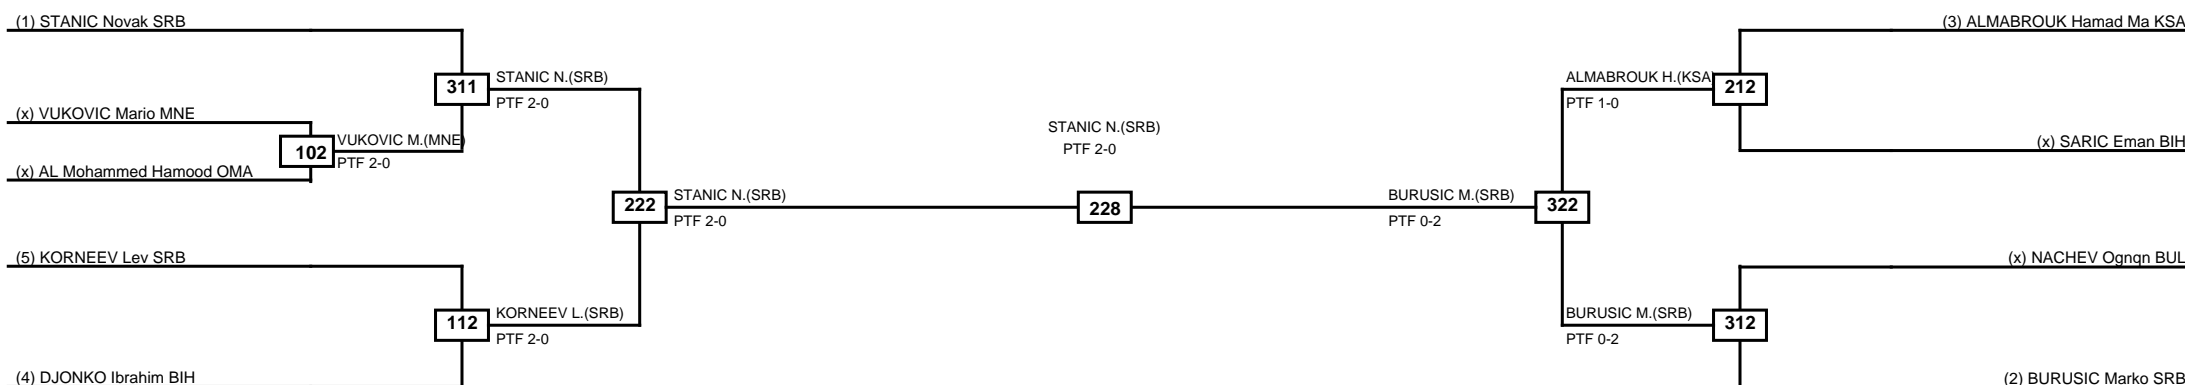 (1) STANIC Novak SRB
(3) ALMABROUK Hamad Ma KSA
311
STANIC N.(SRB)
PTF 2-0
ALMABROUK H.(KSA)
PTF 1-0
212
(x) VUKOVIC Mario MNE
102
VUKOVIC M.(MNE)
PTF 2-0
STANIC N.(SRB)
PTF 2-0
(x) SARIC Eman BIH
(x) AL Mohammed Hamood OMA
222
STANIC N.(SRB)
PTF 2-0
228
BURUSIC M.(SRB)
PTF 0-2
322
(5) KORNEEV Lev SRB
(x) NACHEV Ognqn BUL
112
KORNEEV L.(SRB)
PTF 2-0
BURUSIC M.(SRB)
PTF 0-2
312
(4) DJONKO Ibrahim BIH
(2) BURUSIC Marko SRB